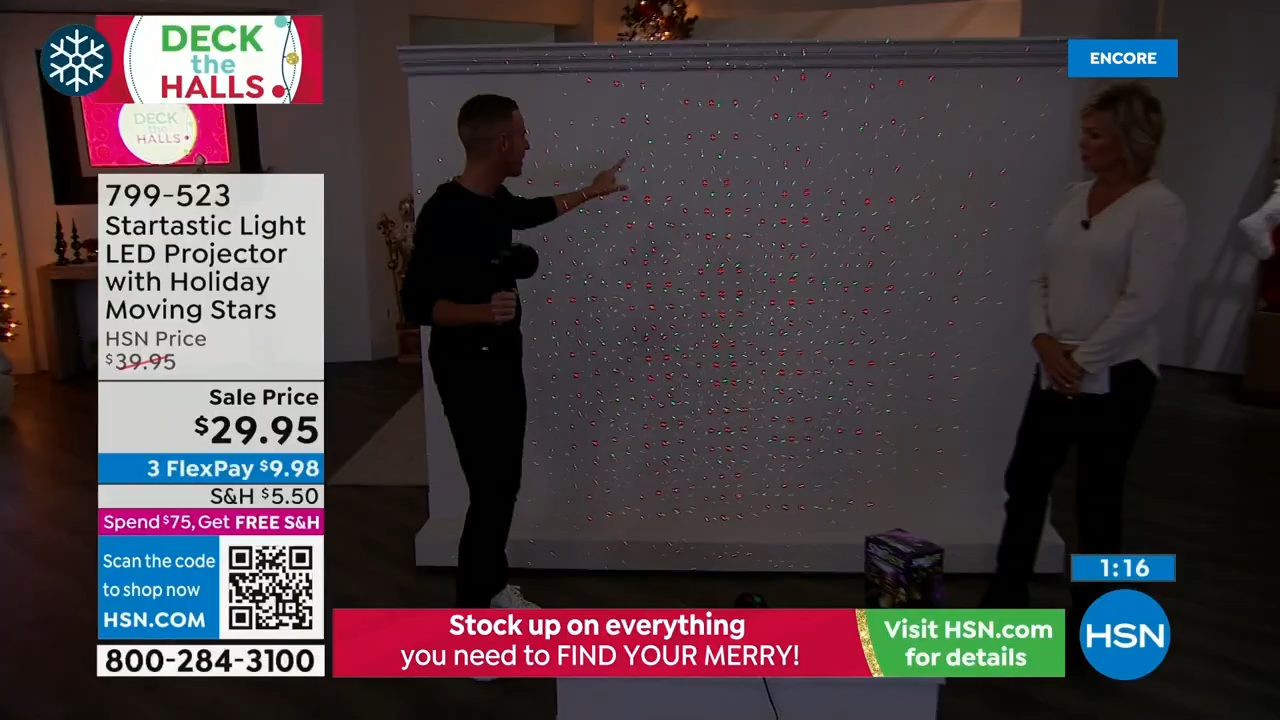 DECK
the
HALLS
ENCORE
DECK
the
HALLS
799-523
Startastic Light
LED Projector
with Holiday
Moving Stars
HSN Price
$39.95
Sale Price
$29.95
3 FlexPay $9.98
S&H $5.50
Spend $75, Get FREE S&H
Scan the code
to shop now
HSN.COM
800-284-3100
Stock up on everything
you need to FIND YOUR MERRY!
Visit HSN.com
for details
1:16
HSN